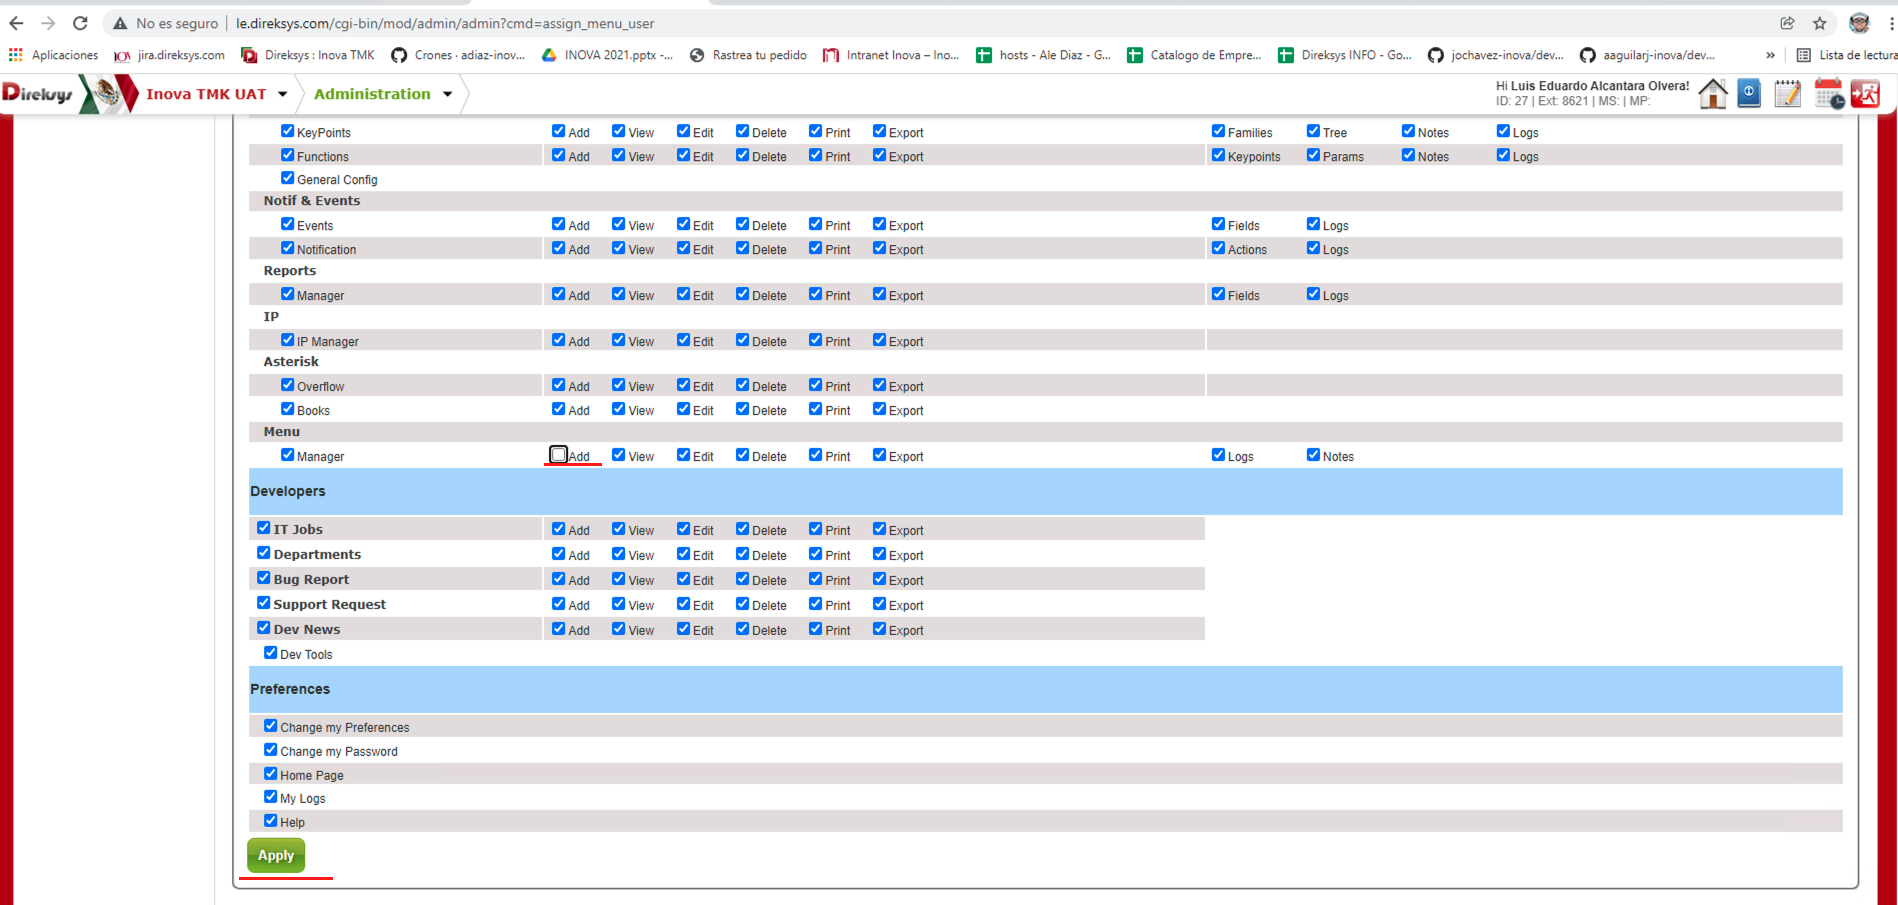 No es seguro | le.direksys.com/cgi-bin/mod/admin/admin?cmd=assign_menu_user
Aplicaciones jira.direksys.com Direksys : Inova TMK Crones · adiaz-inov... INOVA 2021.pptx -... Rastrea tu pedido Intranet Inova – Ino... hosts - Ale Diaz - G... Catalogo de Empre... Direksys INFO - Go... jochavez-inova/dev... aaguilarj-inova/dev... » Lista de lectura
Direksys Inova TMK UAT Administration
Hi Luis Eduardo Alcantara Olvera!
ID: 27 | Ext: 8621 | MS: | MP:
KeyPoints Add View Edit Delete Print Export Families Tree Notes Logs
Functions Add View Edit Delete Print Export Keypoints Params Notes Logs
General Config
Notif & Events
Events Add View Edit Delete Print Export Fields Logs
Notification Add View Edit Delete Print Export Actions Logs
Reports
Manager Add View Edit Delete Print Export Fields Logs
IP
IP Manager Add View Edit Delete Print Export
Asterisk
Overflow Add View Edit Delete Print Export
Books Add View Edit Delete Print Export
Menu
Manager Add View Edit Delete Print Export Logs Notes
Developers
IT Jobs Add View Edit Delete Print Export
Departments Add View Edit Delete Print Export
Bug Report Add View Edit Delete Print Export
Support Request Add View Edit Delete Print Export
Dev News Add View Edit Delete Print Export
Dev Tools
Preferences
Change my Preferences
Change my Password
Home Page
My Logs
Help
Apply